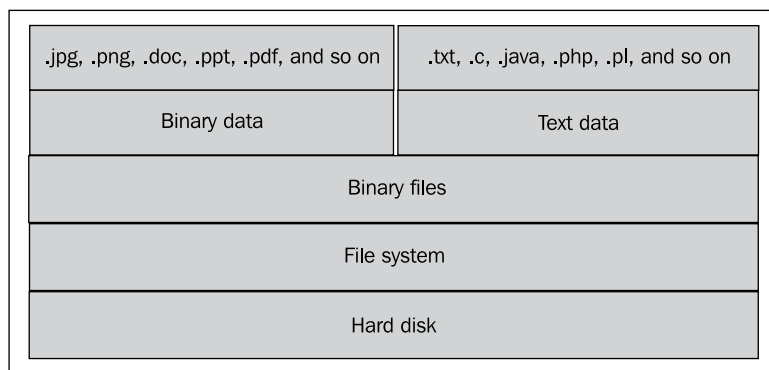 .jpg, .png, .doc, .ppt, .pdf, and so on
.txt, .c, .java, .php, .pl, and so on
Binary data
Text data
Binary files
File system
Hard disk